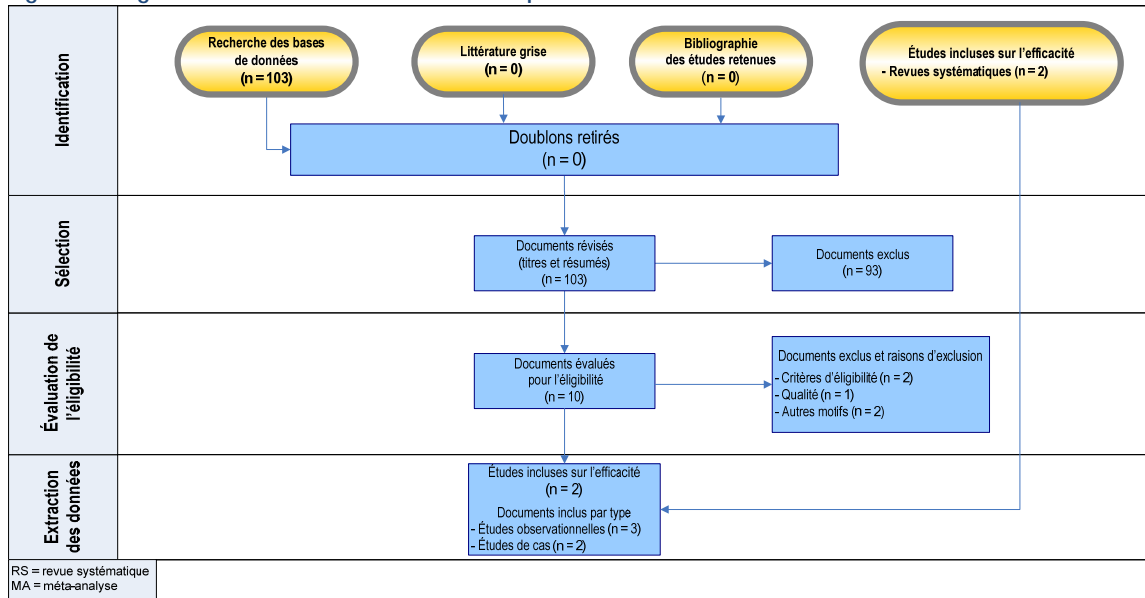 Identification
Recherche des bases
de données
(n = 103)
Littérature grise
(n = 0)
Bibliographie
des études retenues
(n = 0)
Études incluses sur l'efficacité
- Revues systématiques (n = 2)
Doublons retirés
(n = 0)
Sélection
Documents révisés
(titres et résumés)
(n = 103)
Documents exclus
(n = 93)
Évaluation de
l'éligibilité
Documents évalués
pour l'éligibilité
(n = 10)
Documents exclus et raisons d'exclusion
- Critères d'éligibilité (n = 2)
- Qualité (n = 1)
- Autres motifs (n = 2)
Extraction
des données
Études incluses sur l'efficacité
(n = 2)
Documents inclus par type
- Études observationnelles (n = 3)
- Études de cas (n = 2)
RS = revue systématique
MA = méta-analyse